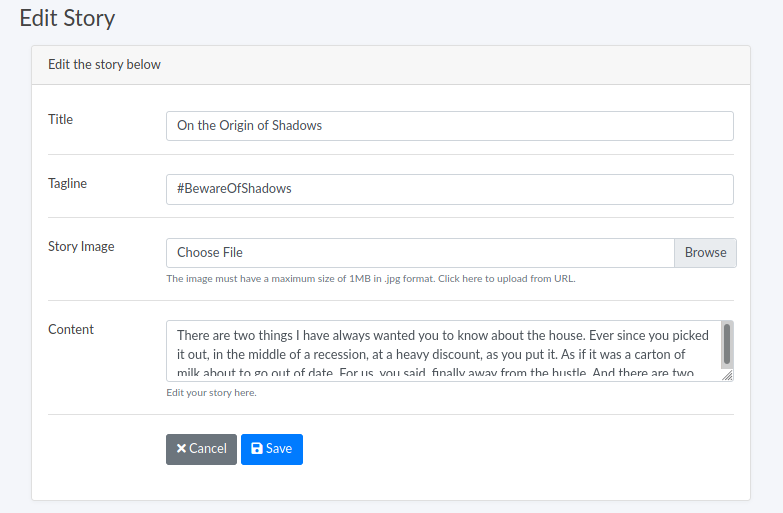 Edit Story
Edit the story below
Title
On the Origin of Shadows
Tagline
#BewareOfShadows
Story Image
Choose File
Browse
The image must have a maximum size of 1MB in .jpg format. Click here to upload from URL.
Content
There are two things I have always wanted you to know about the house. Ever since you picked
it out, in the middle of a recession, at a heavy discount, as you put it. As if it was a carton of
milk about to go out of date. For us, you said, finally away from the hustle. And there are two
Edit your story here.
Cancel
Save